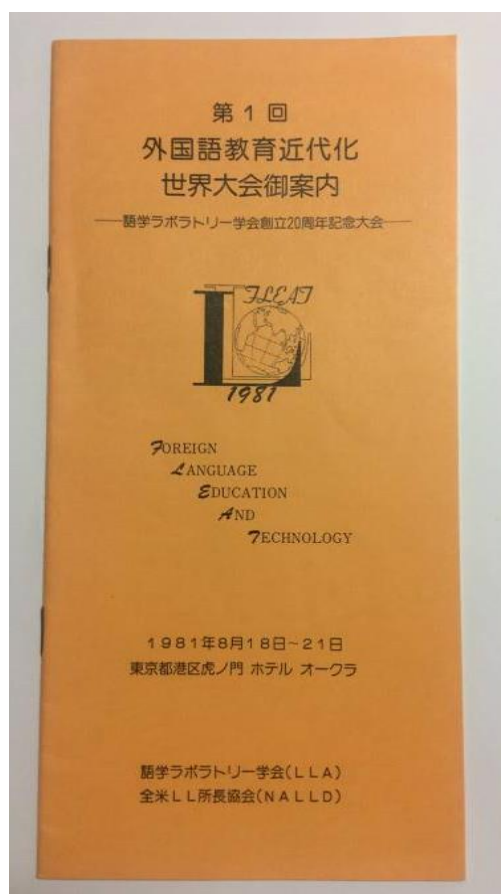 第1回
外国語教育近代化
世界大会御案内
──語学ラボラトリー学会創立20周年記念大会──
FLEAT
L
1981
FOREIGN
LANGUAGE
EDUCATION
AND
TECHNOLOGY
1981年8月18日~21日
東京都港区虎ノ門 ホテル オークラ
語学ラボラトリー学会(LLA)
全米LL所長協会(NALLD)